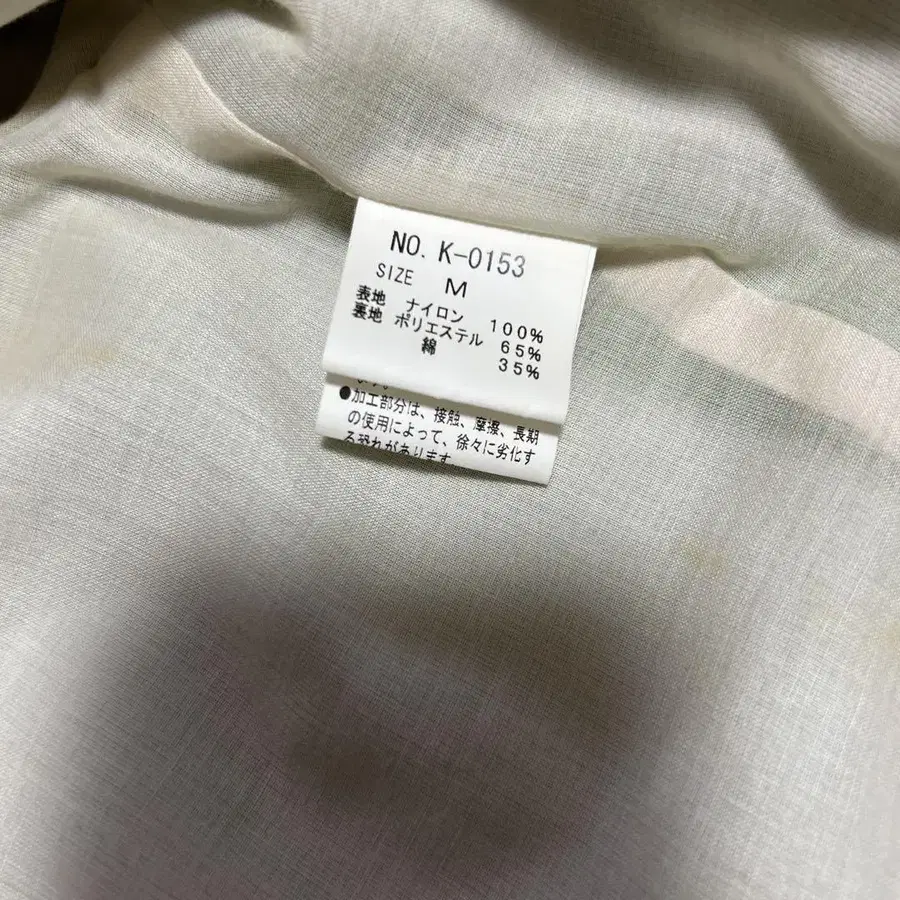 NO. K-0153
SIZE M
表地 ナイロン 100%
裏地 ポリエステル 65%
綿 35%
ます。
●加工部分は、接触、摩擦、長期
の使用によって、徐々に劣化す
る恐れがあります。